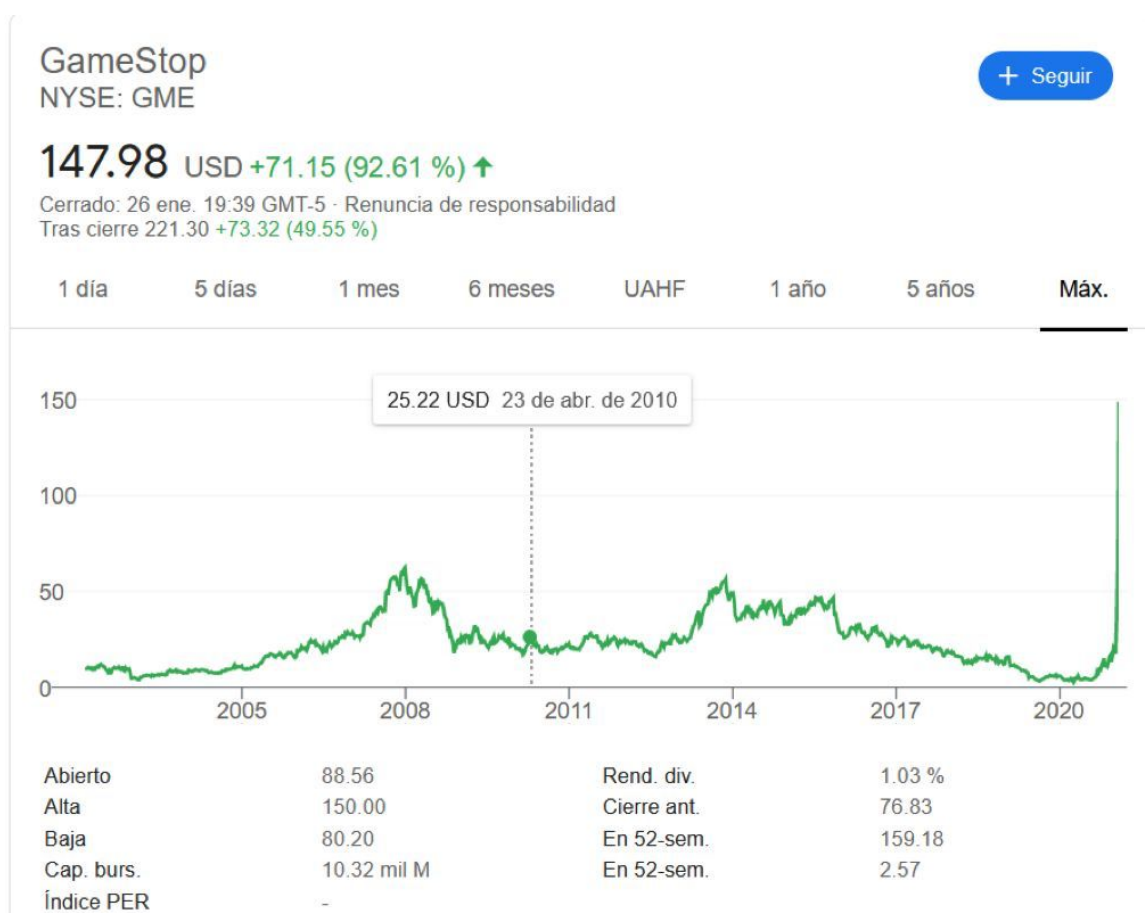 GameStop
NYSE: GME
+ Seguir
147.98 USD +71.15 (92.61 %) ↑
Cerrado: 26 ene. 19:39 GMT-5 · Renuncia de responsabilidad
Tras cierre 221.30 +73.32 (49.55 %)
1 día 5 días 1 mes 6 meses UAHF 1 año 5 años Máx.
150
25.22 USD 23 de abr. de 2010
100
50
0
2005 2008 2011 2014 2017 2020
Abierto 88.56 Rend. div. 1.03 %
Alta 150.00 Cierre ant. 76.83
Baja 80.20 En 52-sem. 159.18
Cap. burs. 10.32 mil M En 52-sem. 2.57
Índice PER -